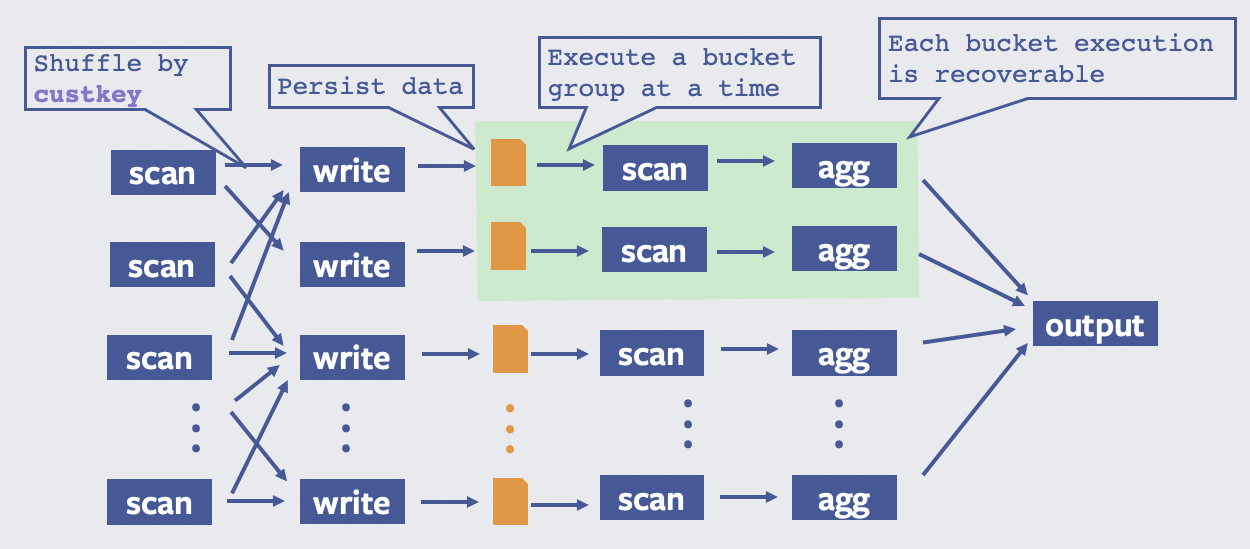 Shuffle by
custkey
Persist data
Execute a bucket
group at a time
Each bucket execution
is recoverable
scan
write
scan
agg
scan
write
scan
agg
output
scan
write
scan
agg
scan
write
scan
agg